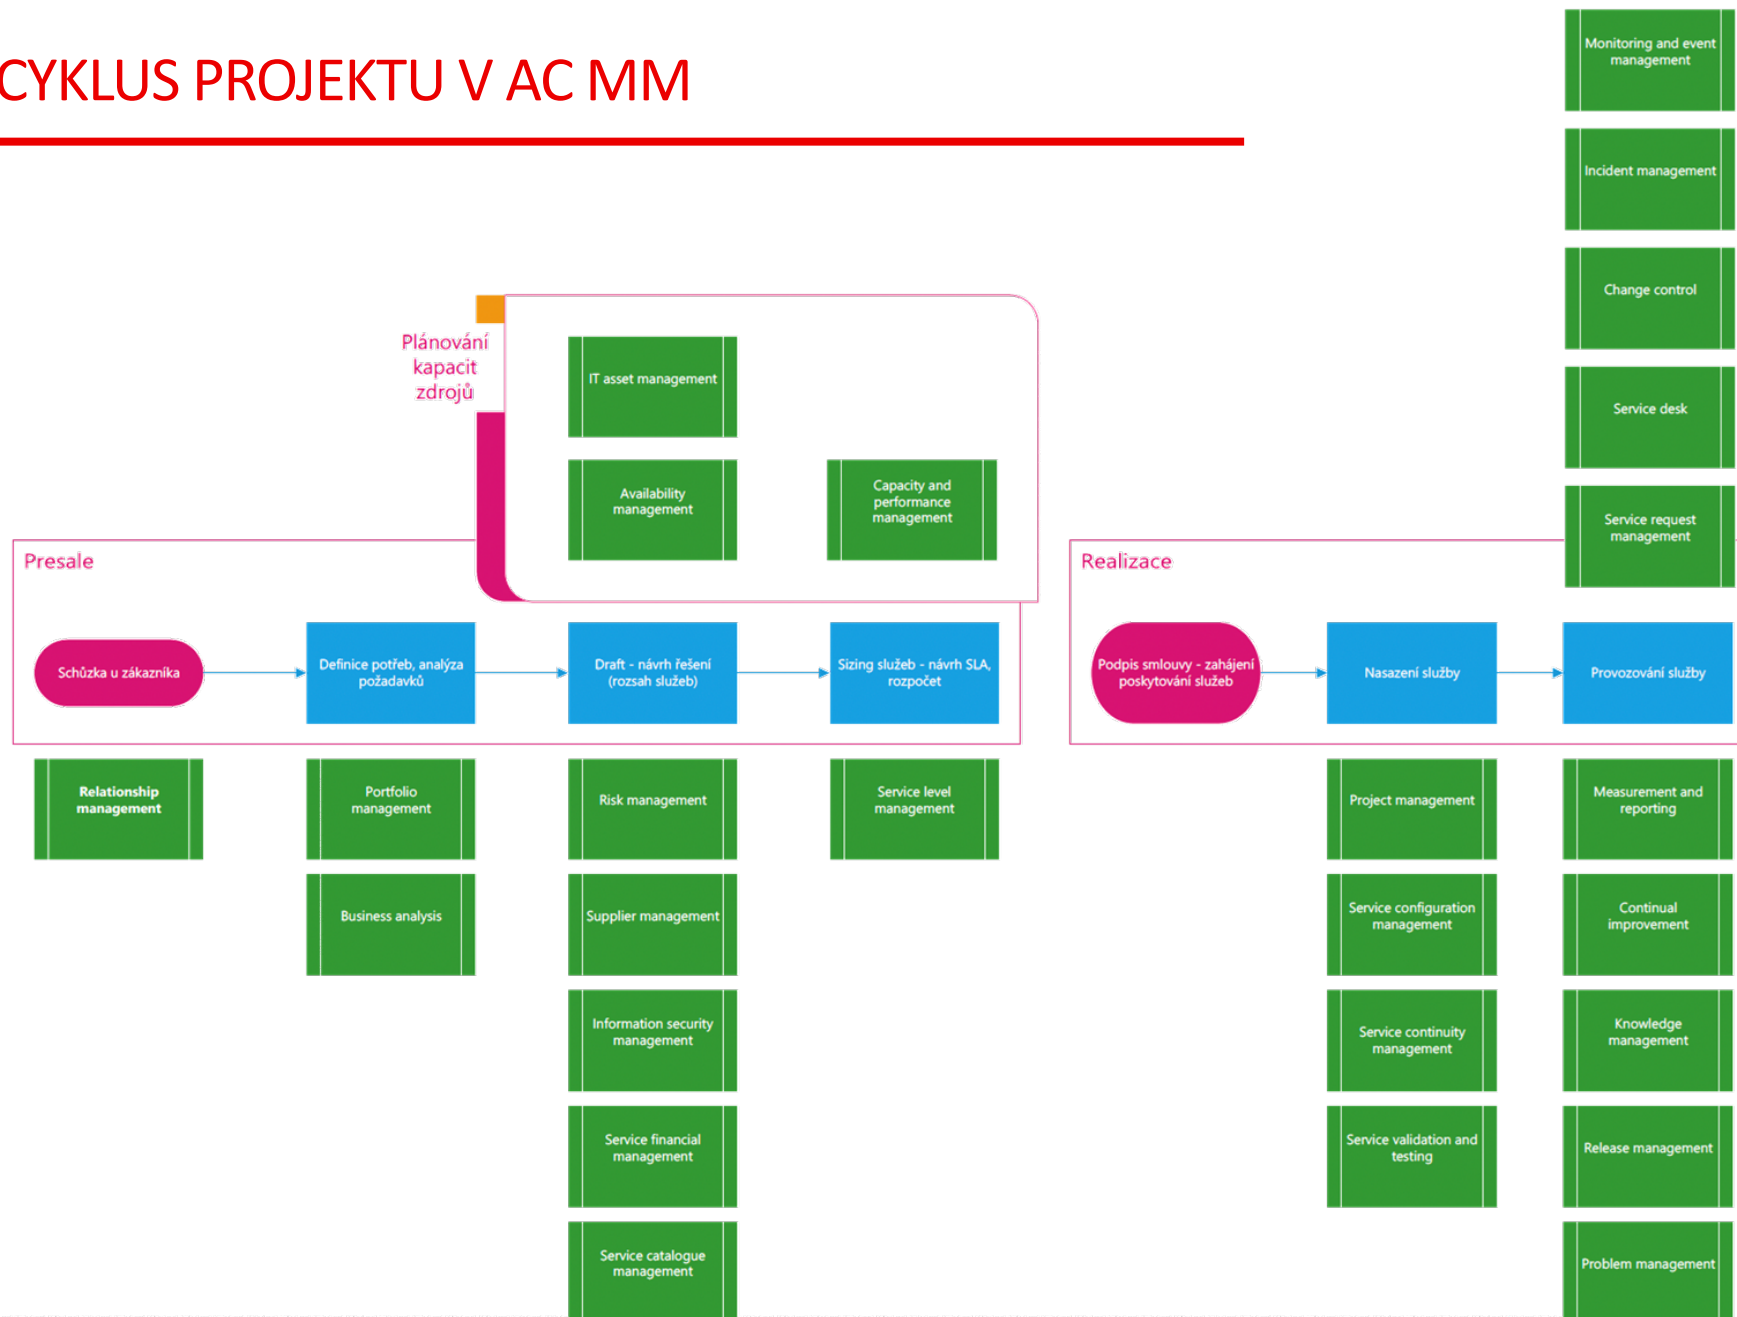 CYKLUS PROJEKTU V AC MM
Monitoring and event
management
Incident management
Change control
Service desk
Service request
management
Plánování
kapacit
zdrojů
IT asset management
Availability
management
Capacity and
performance
management
Presale
Schůzka u zákazníka
Definice potřeb, analýza
požadavků
Draft - návrh řešení
(rozsah služeb)
Sizing služeb - návrh SLA,
rozpočet
Relationship
management
Portfolio
management
Business analysis
Risk management
Supplier management
Information security
management
Service financial
management
Service catalogue
management
Service level
management
Realizace
Podpis smlouvy - zahájení
poskytování služeb
Nasazení služby
Provozování služby
Project management
Service configuration
management
Service continuity
management
Service validation and
testing
Measurement and
reporting
Continual
improvement
Knowledge
management
Release management
Problem management